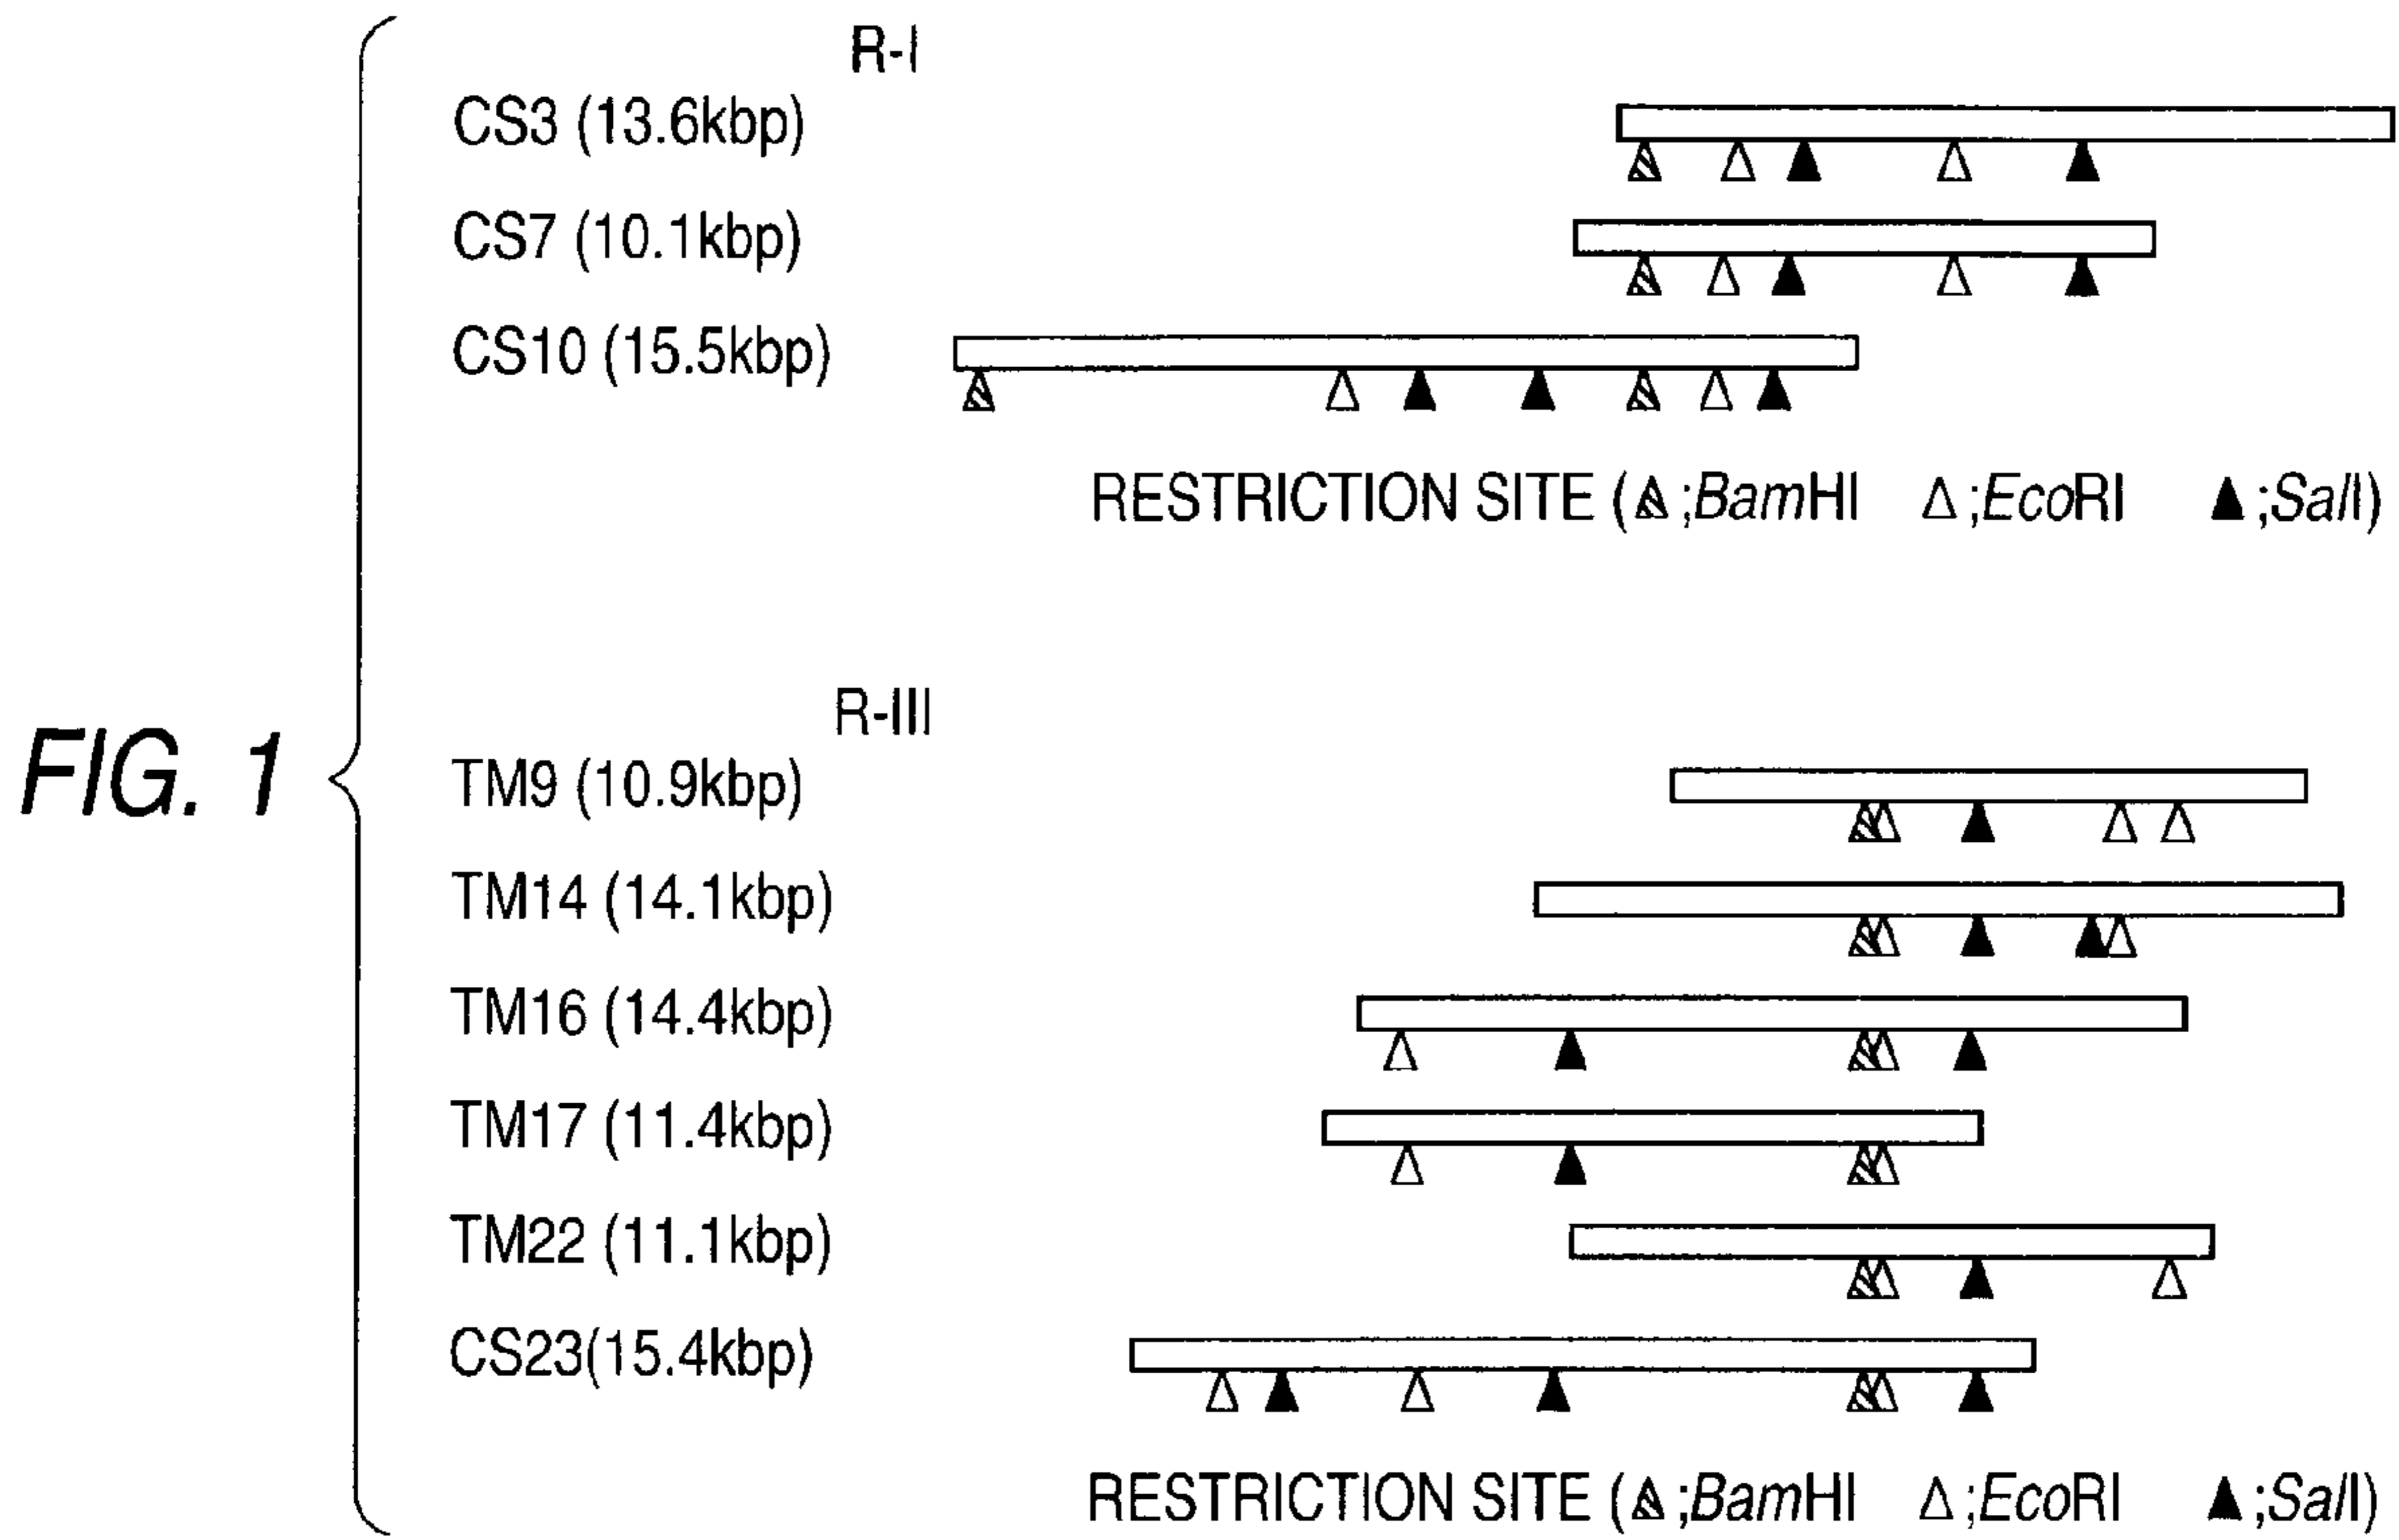 R-I
CS3 (13.6kbp)
CS7 (10.1kbp)
CS10 (15.5kbp)
RESTRICTION SITE ( ;BamHI ;EcoRI ;SalI)
FIG. 1
R-III
TM9 (10.9kbp)
TM14 (14.1kbp)
TM16 (14.4kbp)
TM17 (11.4kbp)
TM22 (11.1kbp)
CS23(15.4kbp)
RESTRICTION SITE ( ;BamHI ;EcoRI ;SalI)